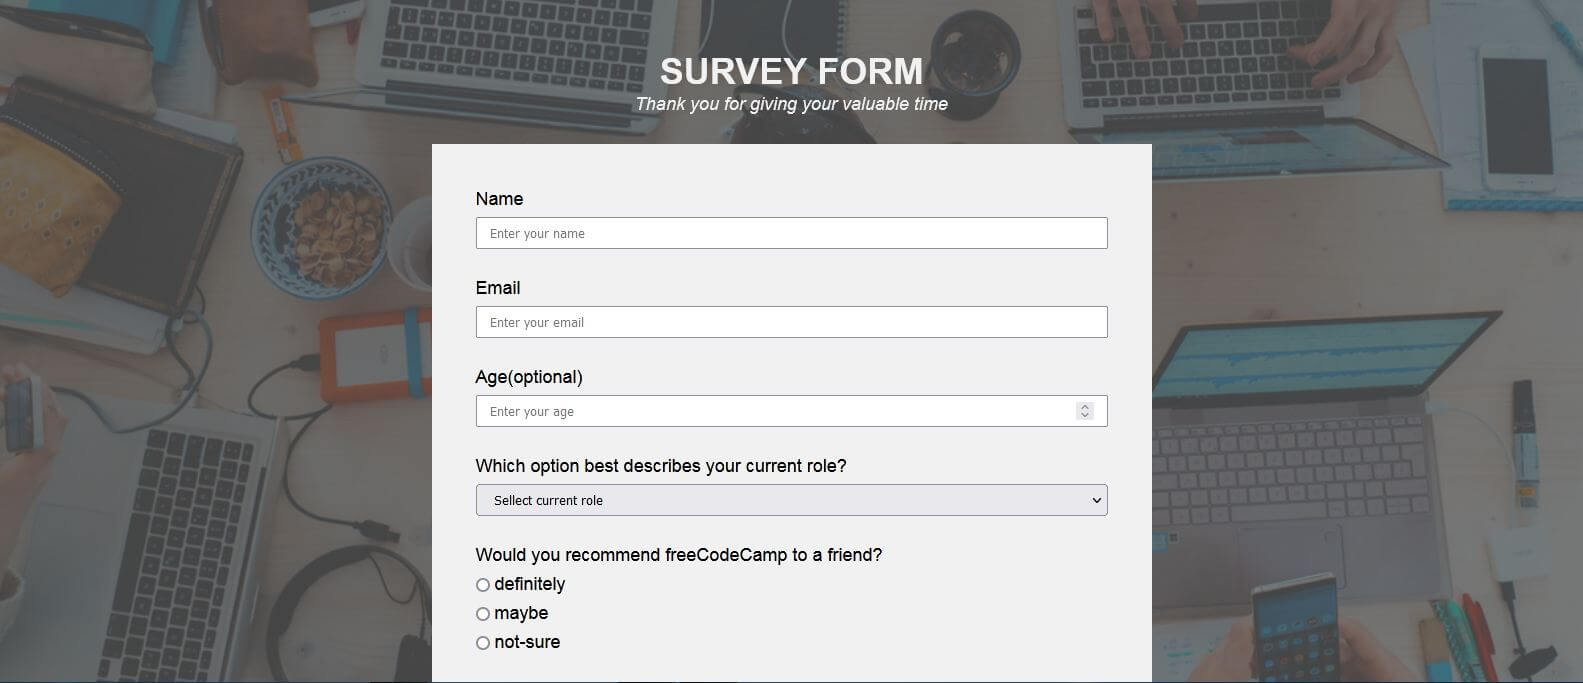 SURVEY FORM
Thank you for giving your valuable time
Name
Enter your name
Email
Enter your email
Age(optional)
Enter your age
Which option best describes your current role?
Sellect current role
Would you recommend freeCodeCamp to a friend?
definitely
maybe
not-sure